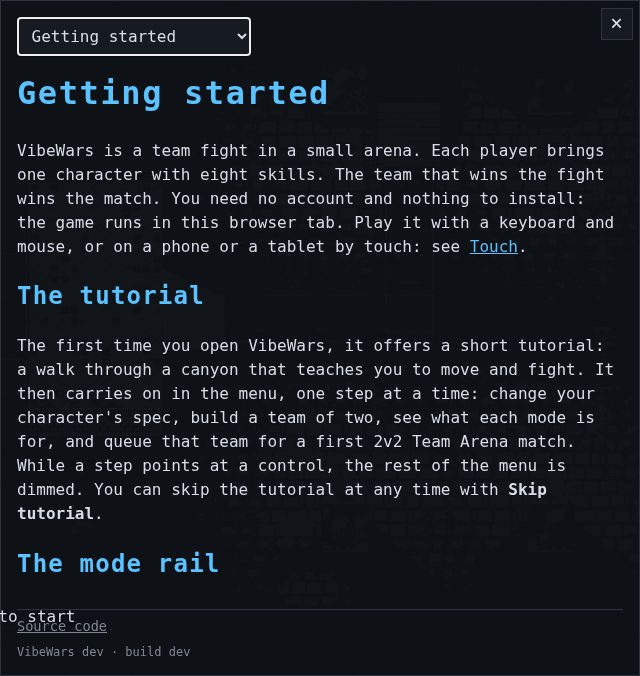 Getting started
×
Getting started
VibeWars is a team fight in a small arena. Each player brings
one character with eight skills. The team that wins the fight
wins the match. You need no account and nothing to install:
the game runs in this browser tab. Play it with a keyboard and
mouse, or on a phone or a tablet by touch: see Touch.
The tutorial
The first time you open VibeWars, it offers a short tutorial:
a walk through a canyon that teaches you to move and fight. It
then carries on in the menu, one step at a time: change your
character's spec, build a team of two, see what each mode is
for, and queue that team for a first 2v2 Team Arena match.
While a step points at a control, the rest of the menu is
dimmed. You can skip the tutorial at any time with Skip
tutorial.
The mode rail
to start
Source code
VibeWars dev · build dev